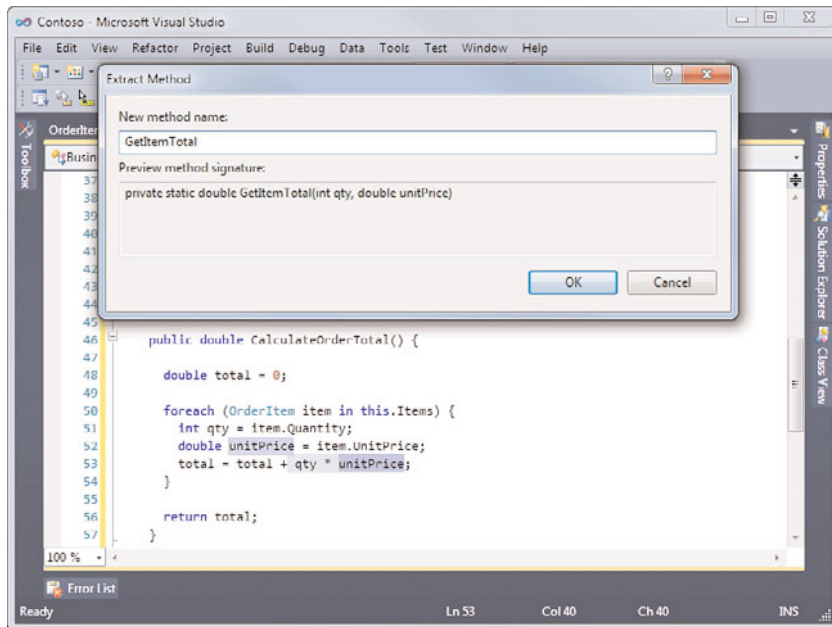 Contoso - Microsoft Visual Studio
File Edit View Refactor Project Build Debug Data Tools Test Window Help
Extract Method
New method name:
GetItemTotal
Preview method signature:
private static double GetItemTotal(int qty, double unitPrice)
OK Cancel
Toolbox
OrderIter
Busin
37
38
39
40
41
42
43
44
45
46 public double CalculateOrderTotal() {
47
48 double total = 0;
49
50 foreach (OrderItem item in this.Items) {
51 int qty = item.Quantity;
52 double unitPrice = item.UnitPrice;
53 total = total + qty * unitPrice;
54 }
55
56 return total;
57 }
100 %
Properties
Solution Explorer
Class View
Error List
Ready Ln 53 Col 40 Ch 40 INS